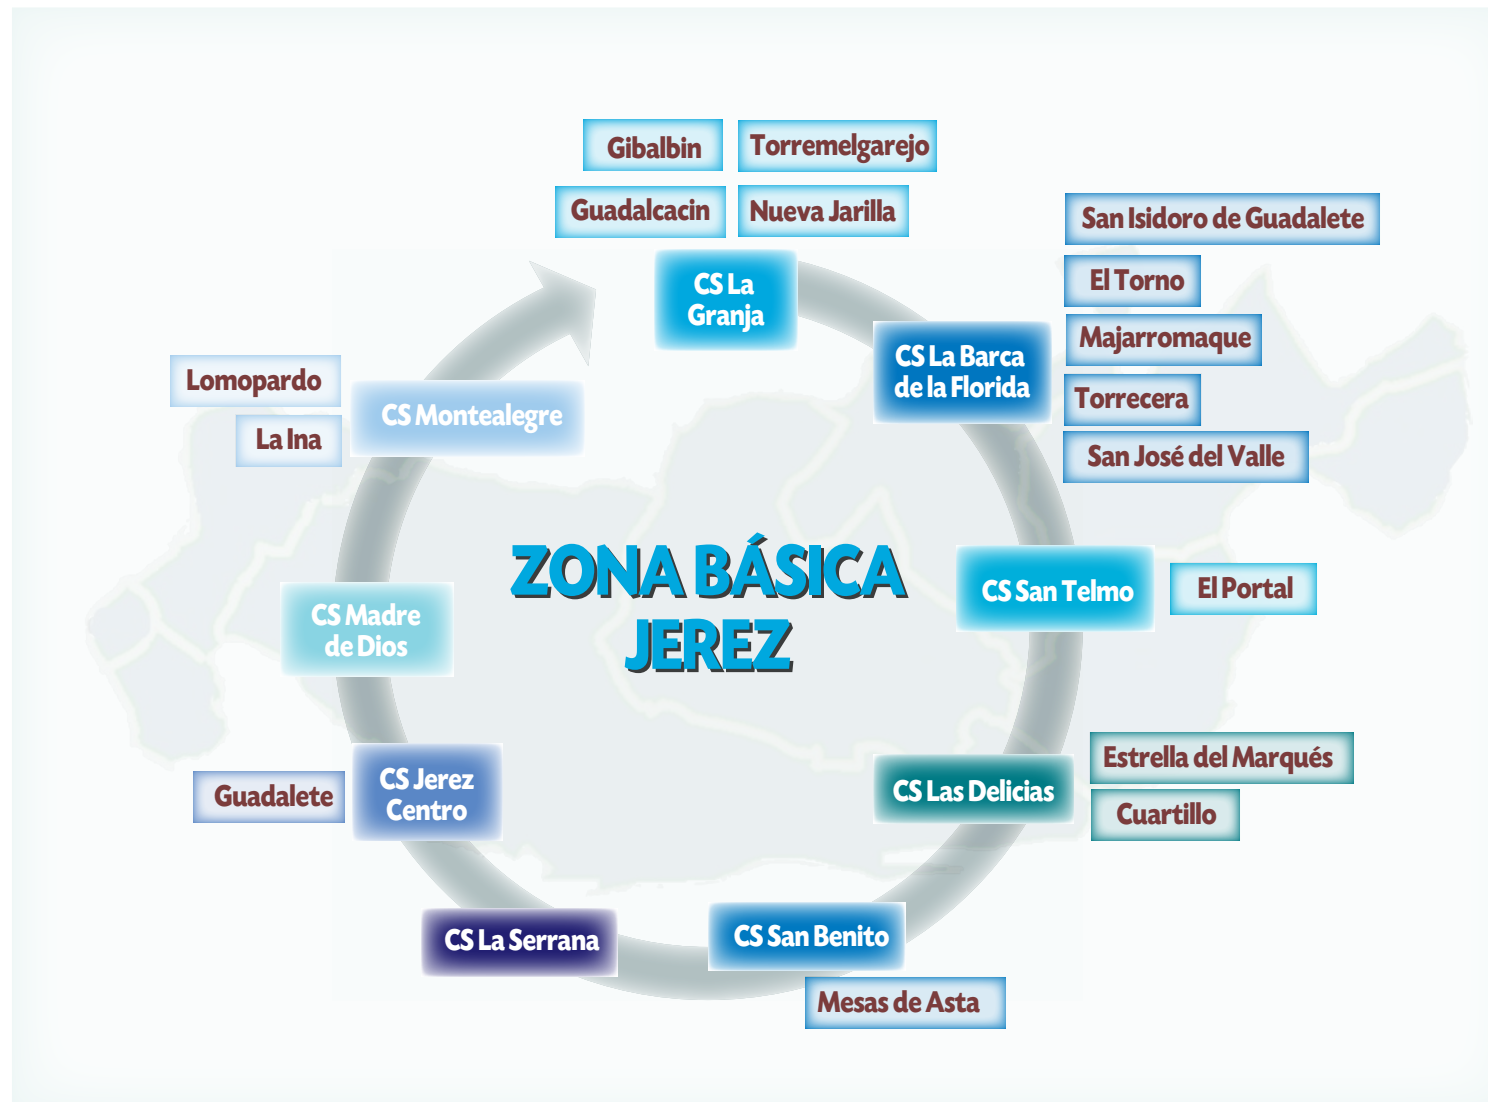 Gibalbin
Torremelgarejo
Guadalcacin
Nueva Jarilla
CS La
Granja
San Isidoro de Guadalete
El Torno
Majarromaque
Torrecera
San José del Valle
CS La Barca
de la Florida
Lomopardo
La Ina
CS Montealegre
ZONA BÁSICA
JEREZ
CS San Telmo
El Portal
CS Madre
de Dios
Estrella del Marqués
Cuartillo
CS Las Delicias
Guadalete
CS Jerez
Centro
CS La Serrana
CS San Benito
Mesas de Asta